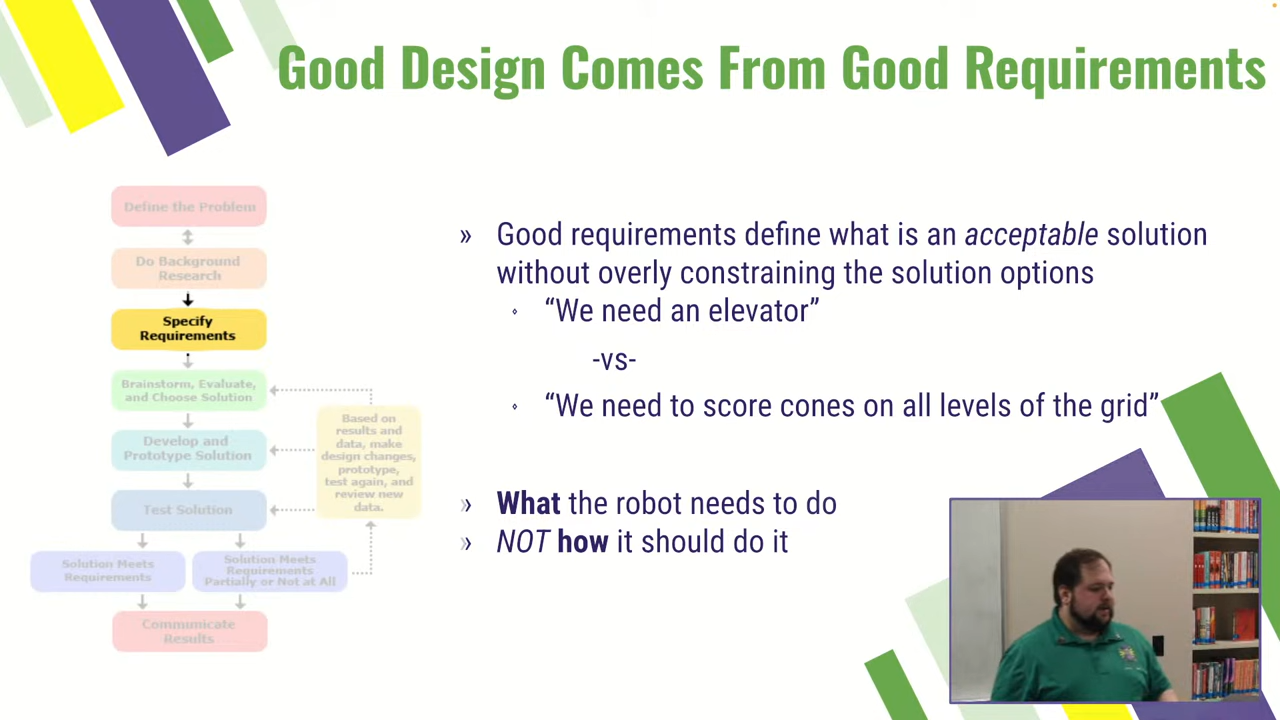 Good Design Comes From Good Requirements
Define the Problem
Do Background
Research
Specify
Requirements
Brainstorm, Evaluate,
and Choose Solution
Develop and
Prototype Solution
Test Solution
Based on
results and
data, make
design changes,
prototype,
test again, and
review new
data.
Solution Meets
Requirements
Solution Meets
Requirements
Partially or Not at All
Communicate
Results
» Good requirements define what is an acceptable solution
without overly constraining the solution options
“We need an elevator”
-vs-
“We need to score cones on all levels of the grid”
» What the robot needs to do
» NOT how it should do it